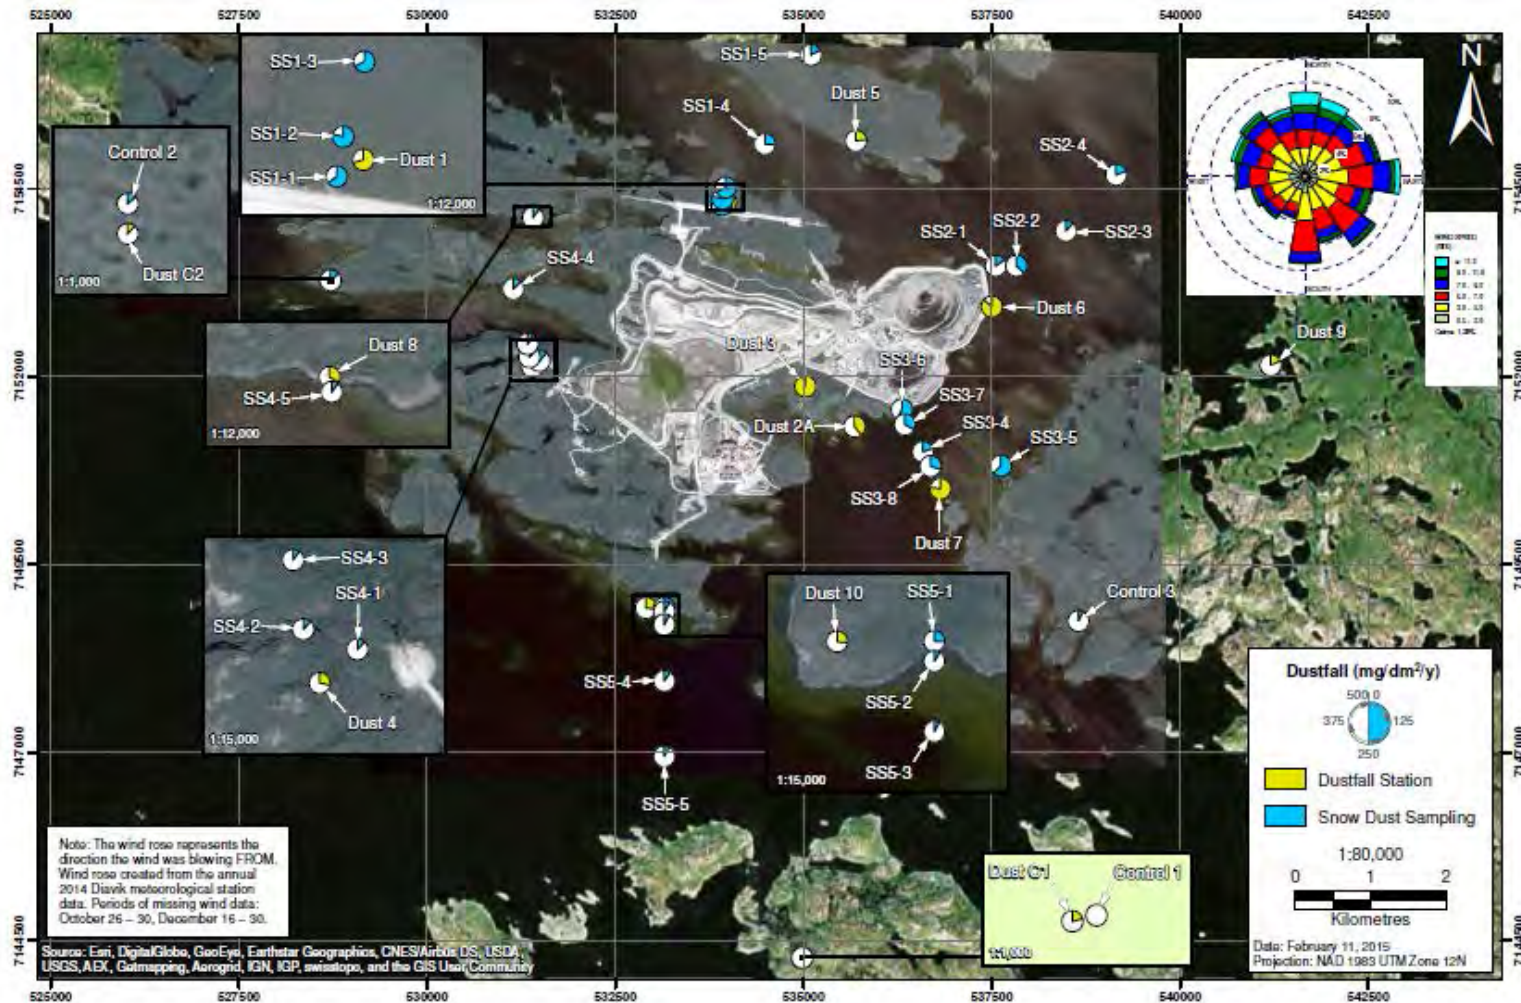 525000 527500 530000 532500 535000 537500 540000 542500
SS1-3
SS1-2
Dust 1
SS1-1
1:12,000
SS1-5
SS1-4
Dust 5
SS2-4
N
NORTH
WEST
EAST
SOUTH
Control 2
Dust C2
1:1,000
SS4-4
SS2-1
SS2-2
SS2-3
Dust 6
Dust 9
Dust 8
SS4-5
1:12,000
Dust 3
SS3-6
SS3-7
Dust 2A
SS3-4
SS3-5
SS3-8
Dust 7
SS4-3
SS4-1
SS4-2
Dust 4
1:15,000
Dust 10
SS5-1
SS5-2
SS5-3
1:15,000
Control 3
SS5-4
SS5-5
Dust C1
Control 1
1:1,000
Dustfall (mg/dm²/y)
500 0
375 125
250
Dustfall Station
Snow Dust Sampling
1:80,000
0 1 2
Kilometres
Date: February 11, 2015
Projection: NAD 1983 UTM Zone 12N
Note: The wind rose represents the
direction the wind was blowing FROM.
Wind rose created from the annual
2014 Diavik meteorological station
data. Periods of missing wind data:
October 26 – 30, December 16 – 30.
Source: Esri, DigitalGlobe, GeoEye, Earthstar Geographics, CNES/Airbus DS, USDA,
USGS, AEX, Getmapping, Aerogrid, IGN, IGP, swisstopo, and the GIS User Community
7154500
7152000
7149500
7147000
7144500
7154500
7152000
7149500
7147000
7144500
525000 527500 530000 532500 535000 537500 540000 542500